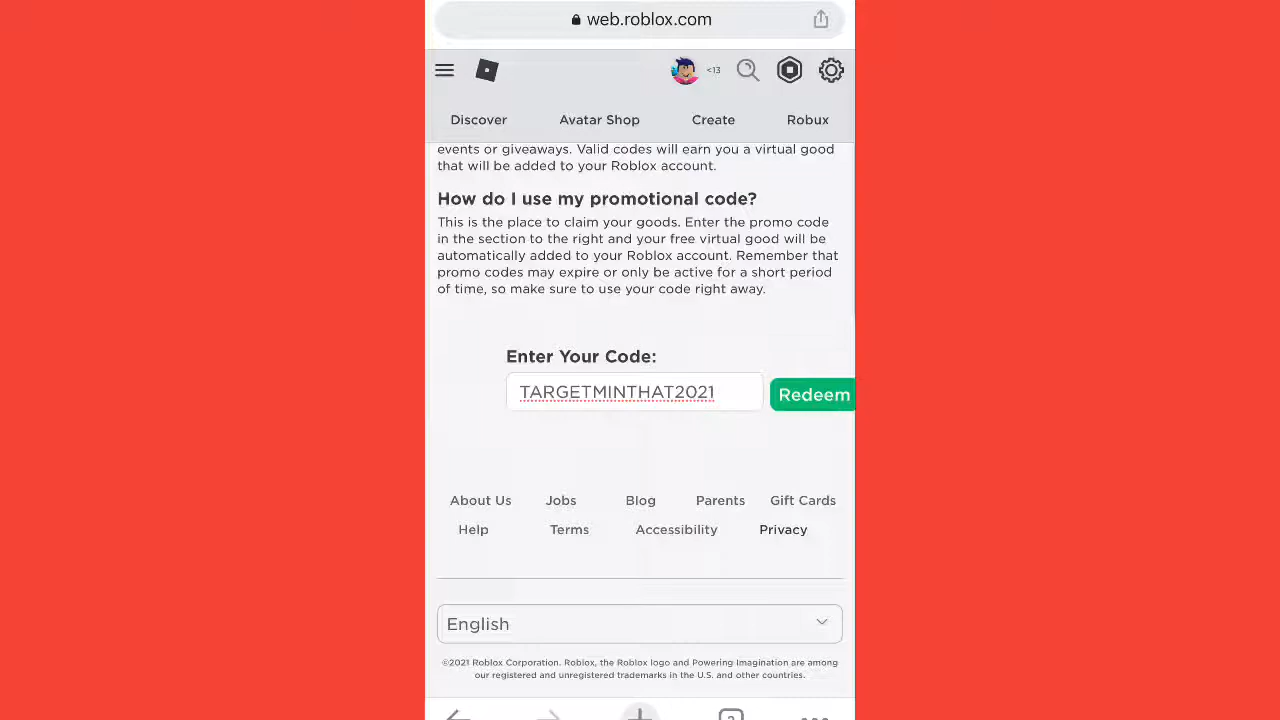 web.roblox.com
<13
Discover Avatar Shop Create Robux
events or giveaways. Valid codes will earn you a virtual good
that will be added to your Roblox account.
How do I use my promotional code?
This is the place to claim your goods. Enter the promo code
in the section to the right and your free virtual good will be
automatically added to your Roblox account. Remember that
promo codes may expire or only be active for a short period
of time, so make sure to use your code right away.
Enter Your Code:
TARGETMINTHAT2021 Redeem
About Us Jobs Blog Parents Gift Cards
Help Terms Accessibility Privacy
English
©2021 Roblox Corporation. Roblox, the Roblox logo and Powering Imagination are among
our registered and unregistered trademarks in the U.S. and other countries.